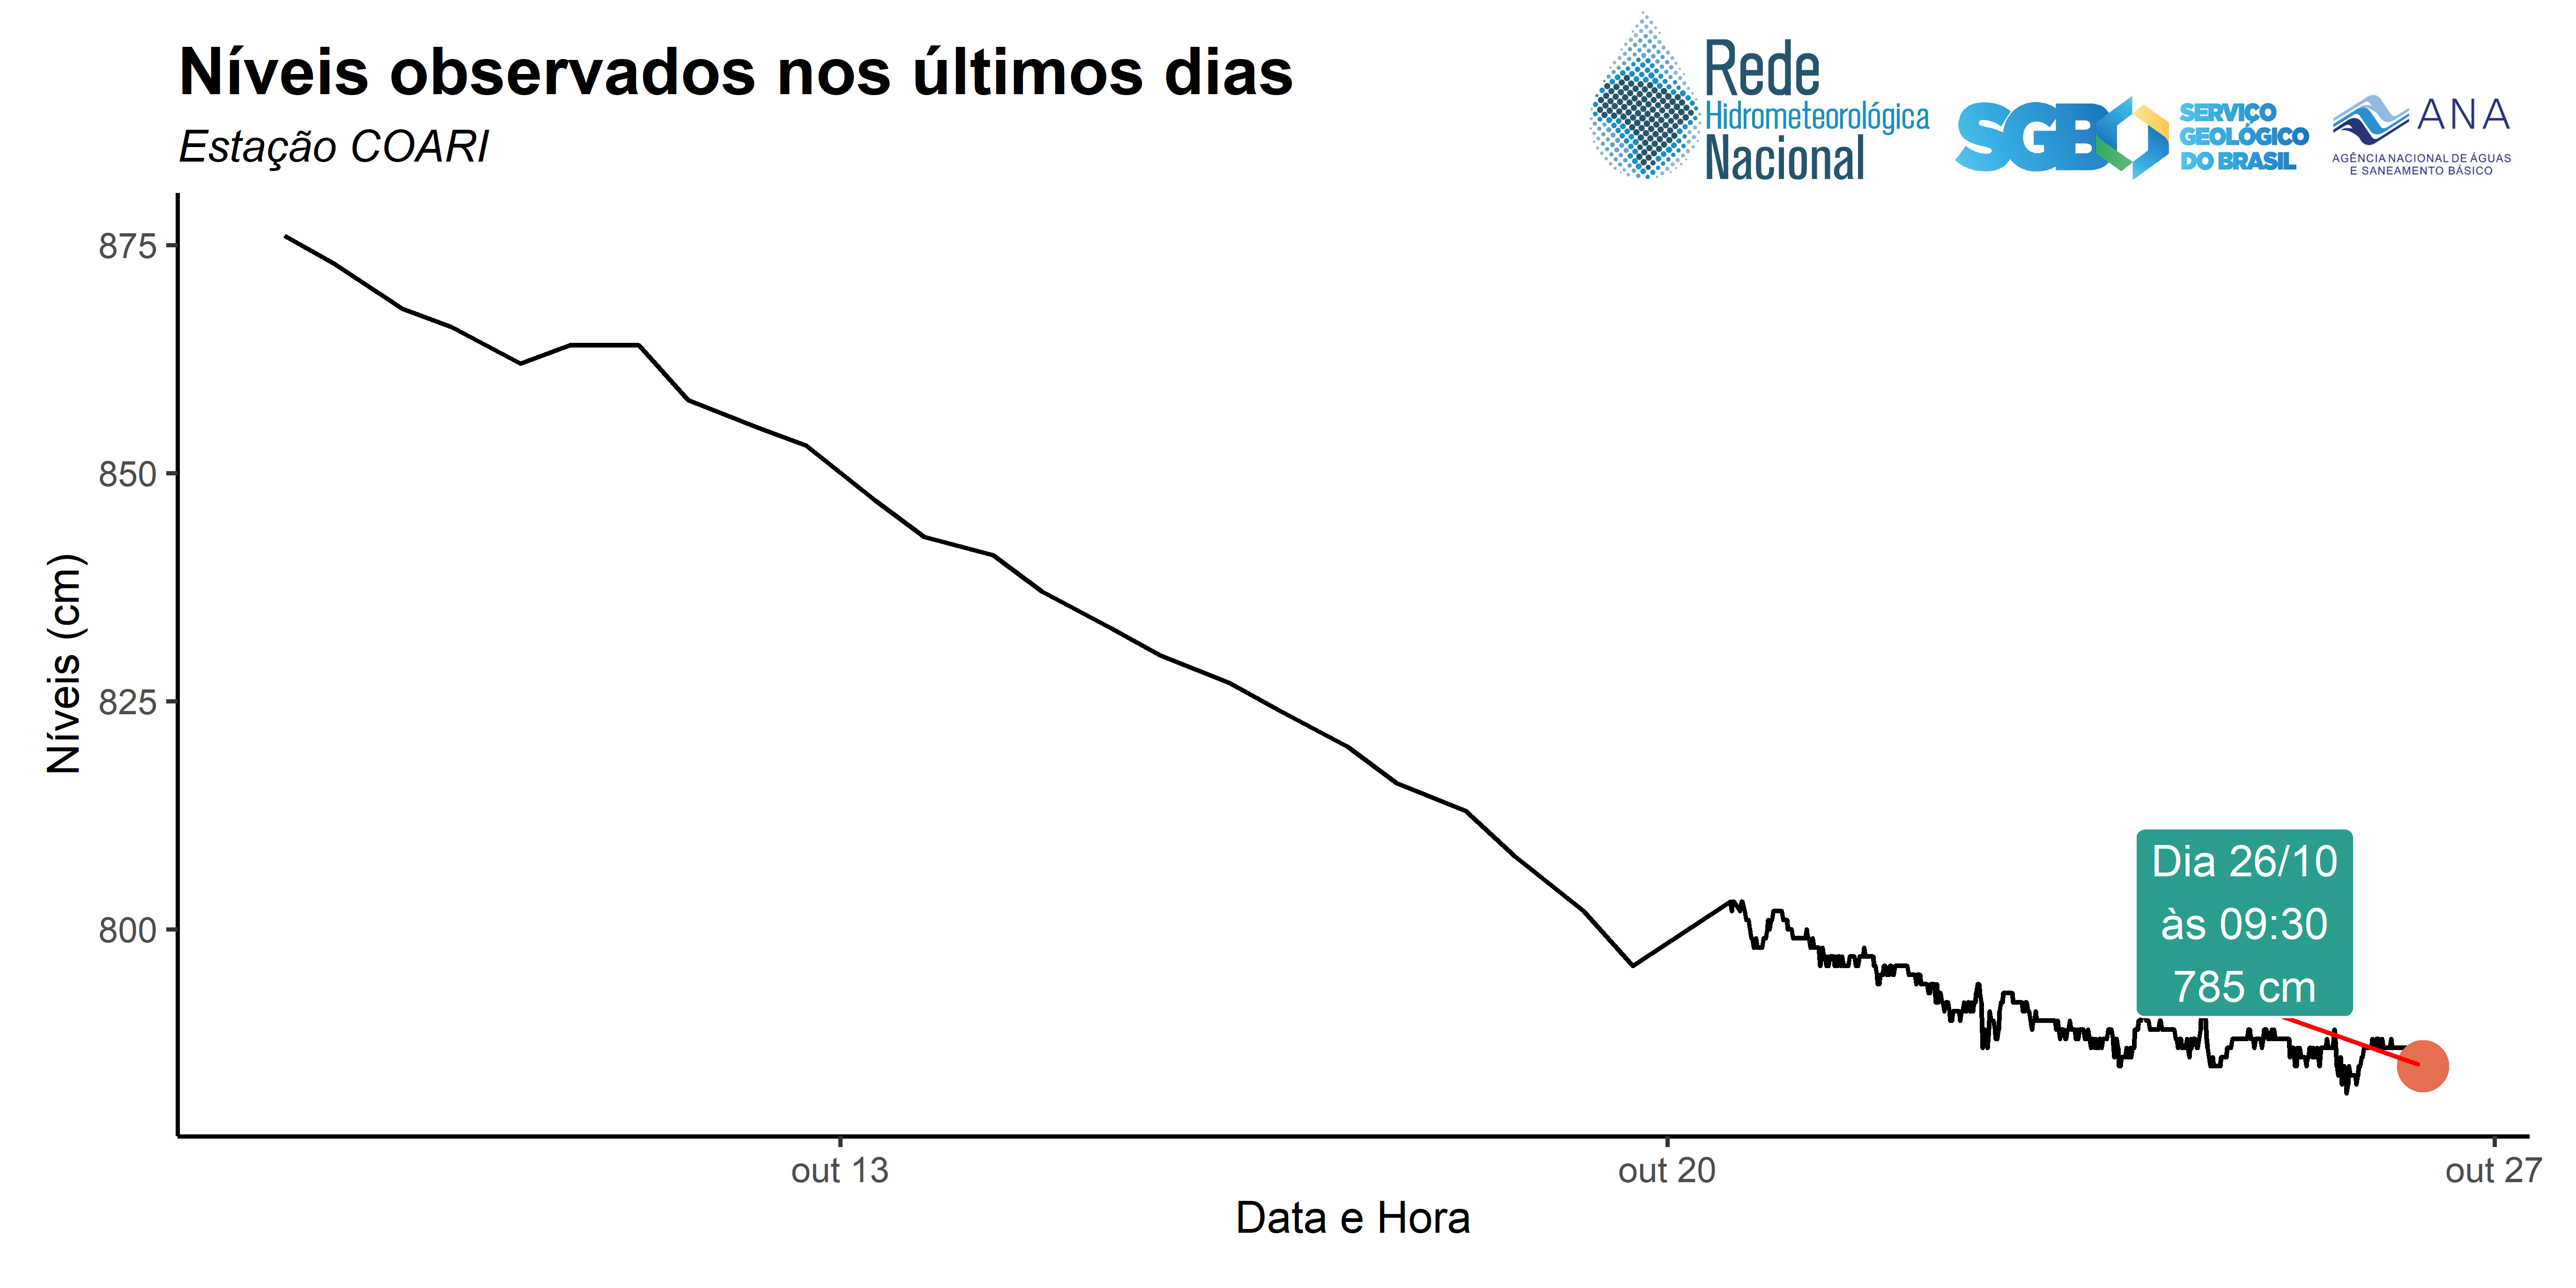 Níveis observados nos últimos dias
Estação COARI
Rede
Hidrometeorológica
Nacional
SGB
SERVIÇO
GEOLÓGICO
DO BRASIL
ANA
AGÊNCIA NACIONAL DE ÁGUAS
E SANEAMENTO BÁSICO
Níveis (cm)
875
850
825
800
Dia 26/10
às 09:30
785 cm
out 13
out 20
out 27
Data e Hora